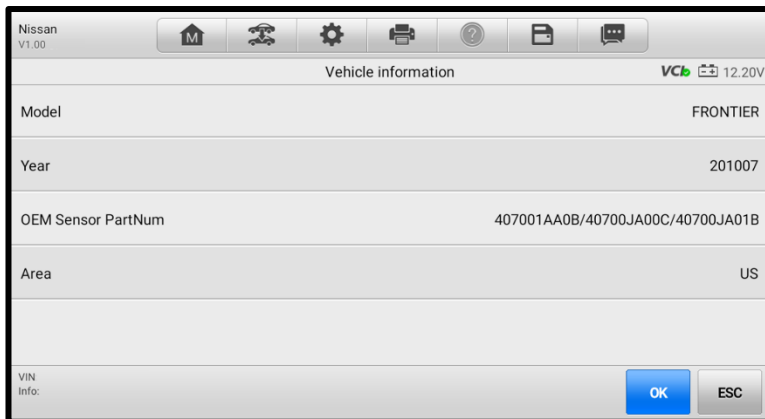 Nissan
V1.00
M
Vehicle information
VCI
12.20V
Model FRONTIER
Year 201007
OEM Sensor PartNum 407001AA0B/40700JA00C/40700JA01B
Area US
VIN
Info:
OK ESC